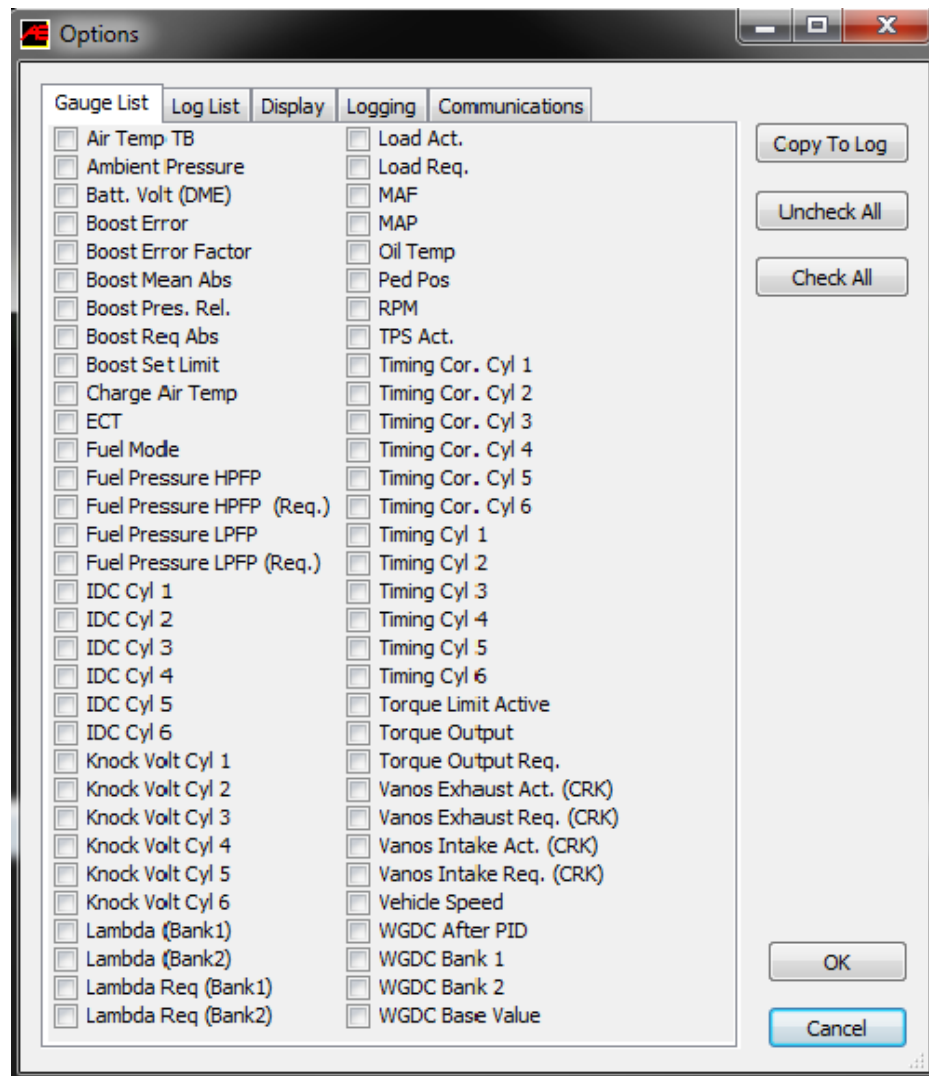 AE
Options
Gauge List Log List Display Logging Communications
Air Temp TB
Ambient Pressure
Batt. Volt (DME)
Boost Error
Boost Error Factor
Boost Mean Abs
Boost Pres. Rel.
Boost Req Abs
Boost Set Limit
Charge Air Temp
ECT
Fuel Mode
Fuel Pressure HPFP
Fuel Pressure HPFP (Req.)
Fuel Pressure LPFP
Fuel Pressure LPFP (Req.)
IDC Cyl 1
IDC Cyl 2
IDC Cyl 3
IDC Cyl 4
IDC Cyl 5
IDC Cyl 6
Knock Volt Cyl 1
Knock Volt Cyl 2
Knock Volt Cyl 3
Knock Volt Cyl 4
Knock Volt Cyl 5
Knock Volt Cyl 6
Lambda (Bank1)
Lambda (Bank2)
Lambda Req (Bank1)
Lambda Req (Bank2)
Load Act.
Load Req.
MAF
MAP
Oil Temp
Ped Pos
RPM
TPS Act.
Timing Cor. Cyl 1
Timing Cor. Cyl 2
Timing Cor. Cyl 3
Timing Cor. Cyl 4
Timing Cor. Cyl 5
Timing Cor. Cyl 6
Timing Cyl 1
Timing Cyl 2
Timing Cyl 3
Timing Cyl 4
Timing Cyl 5
Timing Cyl 6
Torque Limit Active
Torque Output
Torque Output Req.
Vanos Exhaust Act. (CRK)
Vanos Exhaust Req. (CRK)
Vanos Intake Act. (CRK)
Vanos Intake Req. (CRK)
Vehicle Speed
WGDC After PID
WGDC Bank 1
WGDC Bank 2
WGDC Base Value
Copy To Log
Uncheck All
Check All
OK
Cancel